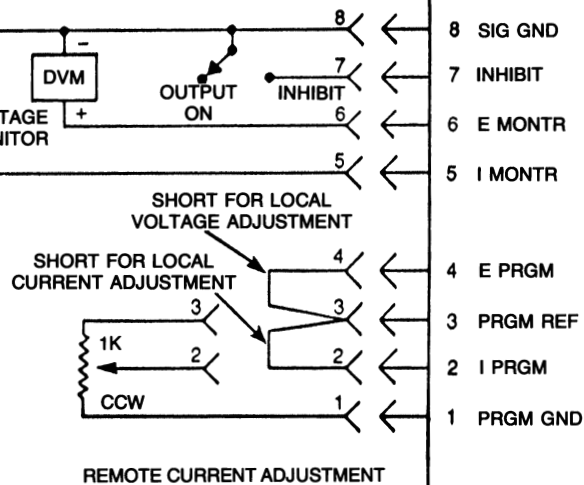 8
8 SIG GND
–
DVM
+
OUTPUT
ON
7
INHIBIT
7 INHIBIT
6
6 E MONTR
5
5 I MONTR
SHORT FOR LOCAL
VOLTAGE ADJUSTMENT
SHORT FOR LOCAL
CURRENT ADJUSTMENT
4
4 E PRGM
3
3
3 PRGM REF
1K
2
2
2 I PRGM
CCW
1
1 PRGM GND
REMOTE CURRENT ADJUSTMENT